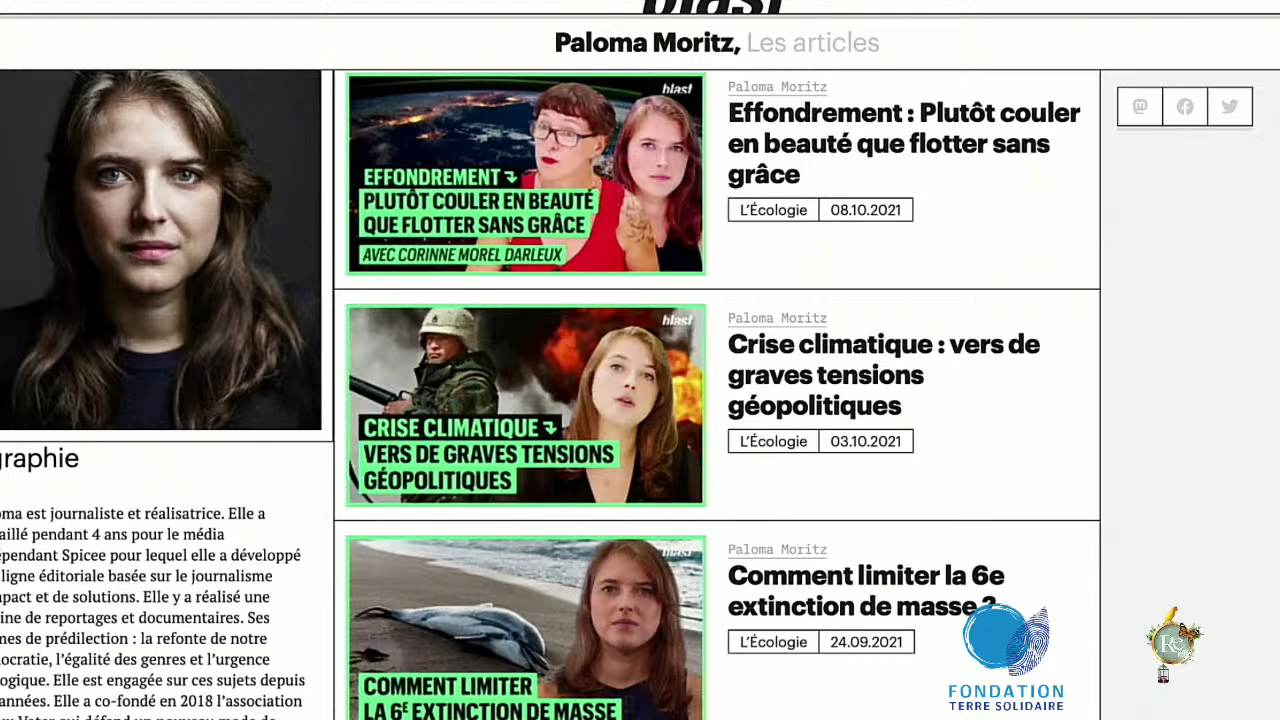 blast
Paloma Moritz, Les articles
blast
EFFONDREMENT
PLUTÔT COULER EN BEAUTÉ
QUE FLOTTER SANS GRÂCE
AVEC CORINNE MOREL DARLEUX
Paloma Moritz
Effondrement : Plutôt couler
en beauté que flotter sans
grâce
L'Écologie 08.10.2021
blast
CRISE CLIMATIQUE
VERS DE GRAVES TENSIONS
GÉOPOLITIQUES
Paloma Moritz
Crise climatique : vers de
graves tensions
géopolitiques
L'Écologie 03.10.2021
graphie
oma est journaliste et réalisatrice. Elle a
aillé pendant 4 ans pour le média
épendant Spicee pour lequel elle a développé
ligne éditoriale basée sur le journalisme
mpact et de solutions. Elle y a réalisé une
ine de reportages et documentaires. Ses
mes de prédilection : la refonte de notre
ocratie, l'égalité des genres et l'urgence
ogique. Elle est engagée sur ces sujets depuis
années. Elle a co-fondé en 2018 l'association
blast
COMMENT LIMITER
LA 6E EXTINCTION DE MASSE
Paloma Moritz
Comment limiter la 6e
extinction de masse ?
L'Écologie 24.09.2021
FONDATION
TERRE SOLIDAIRE